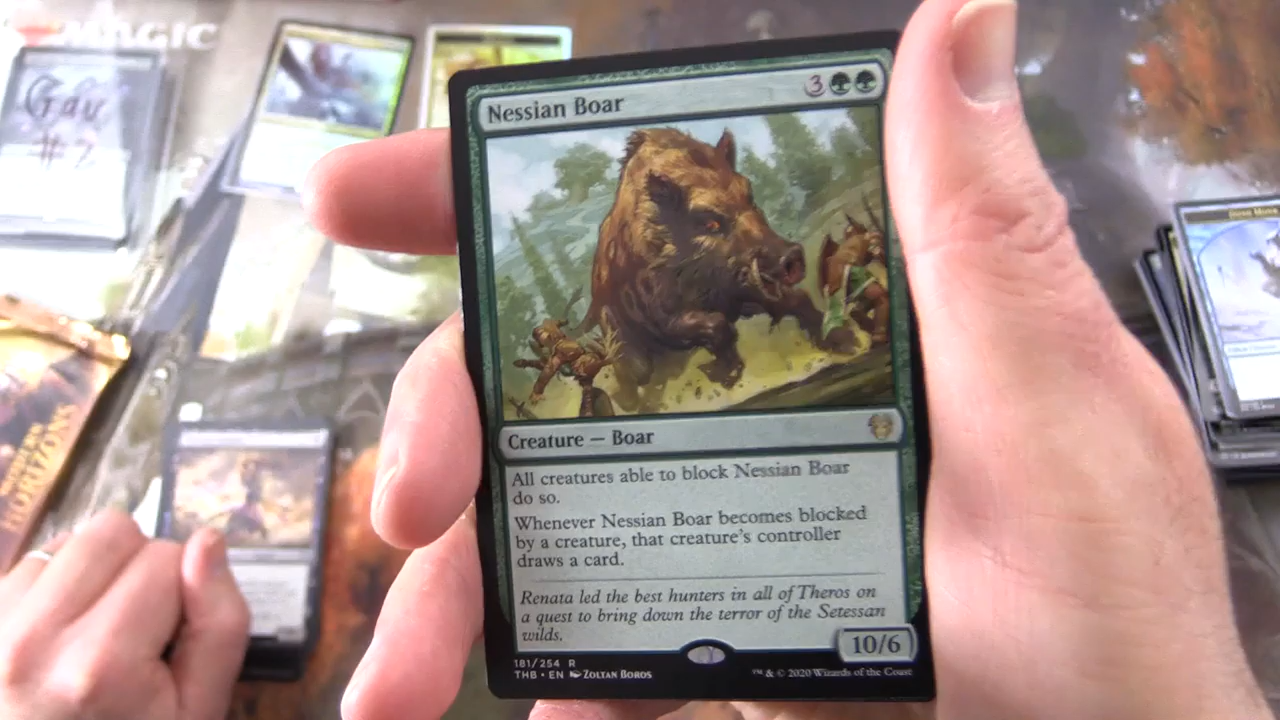 MAGIC
Gav
#2
HORIZONS
Nessian Boar
3
Creature — Boar
All creatures able to block Nessian Boar
do so.
Whenever Nessian Boar becomes blocked
by a creature, that creature's controller
draws a card.
Renata led the best hunters in all of Theros on
a quest to bring down the terror of the Setessan
wilds.
10/6
181/254 R
THB • EN Zoltan Boros
™ & © 2020 Wizards of the Coast